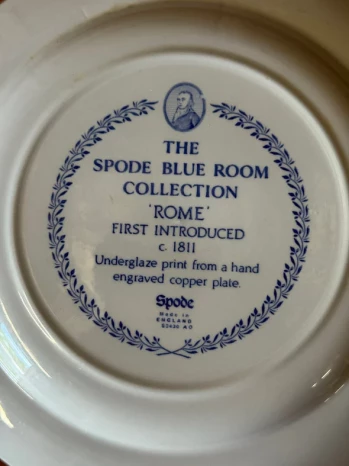 THE
SPODE BLUE ROOM
COLLECTION
'ROME'
FIRST INTRODUCED
c. 1811
Underglaze print from a hand
engraved copper plate.
Spode
Made in
ENGLAND